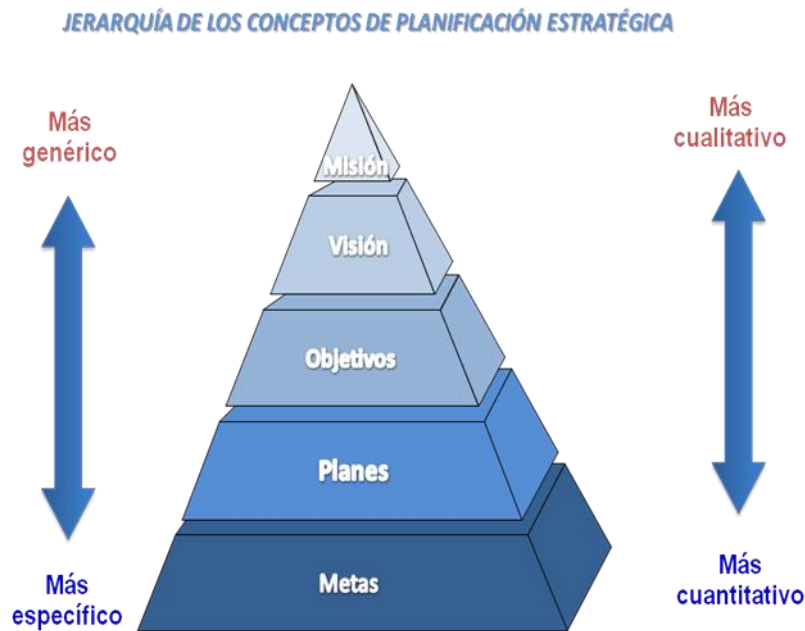 JERARQUÍA DE LOS CONCEPTOS DE PLANIFICACIÓN ESTRATÉGICA
Más
genérico
Más
cualitativo
Misión
Visión
Objetivos
Planes
Metas
Más
específico
Más
cuantitativo